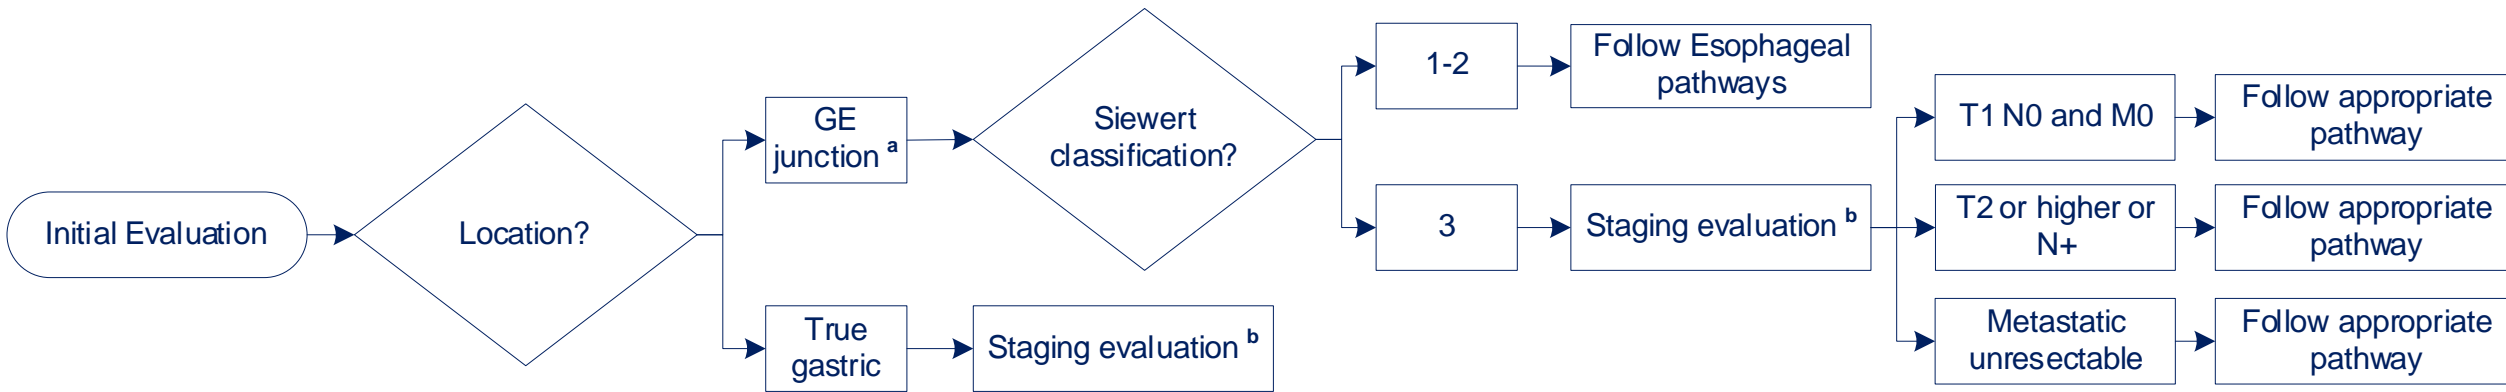 Initial Evaluation
Location?
GE
junction a
True
gastric
Staging evaluation b
Siewert
classification?
1-2
Follow Esophageal
pathways
3
Staging evaluation b
T1 N0 and M0
Follow appropriate
pathway
T2 or higher or
N+
Follow appropriate
pathway
Metastatic
unresectable
Follow appropriate
pathway